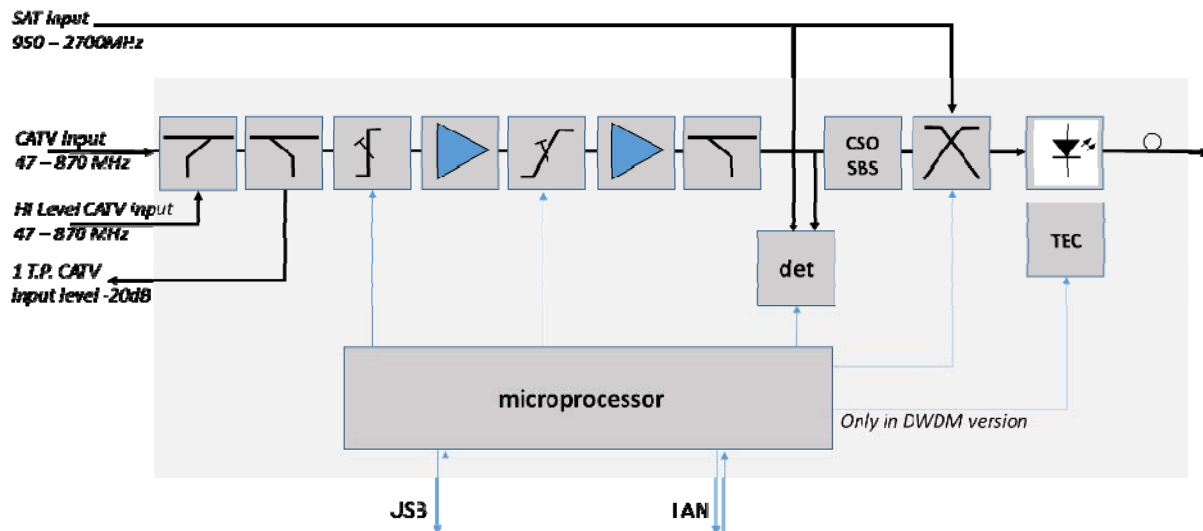 SAT input
950 – 2700MHz
CATV input
47 – 870 MHz
Hi Level CATV input
47 – 870 MHz
1 T.P. CATV
input level -20dB
CSO
SBS
TEC
det
microprocessor
Only in DWDM version
USB
LAN